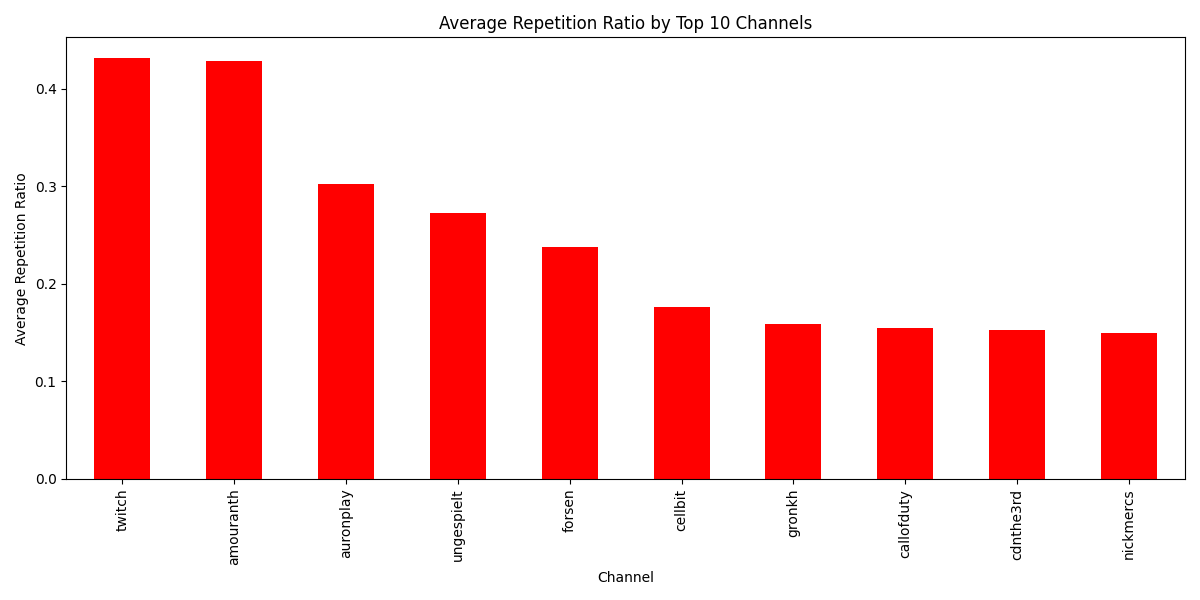 Average Repetition Ratio by Top 10 Channels
Average Repetition Ratio
0.4
0.3
0.2
0.1
0.0
twitch
amouranth
auronplay
ungespielt
forsen
cellbit
gronkh
callofduty
cdnthe3rd
nickmercs
Channel